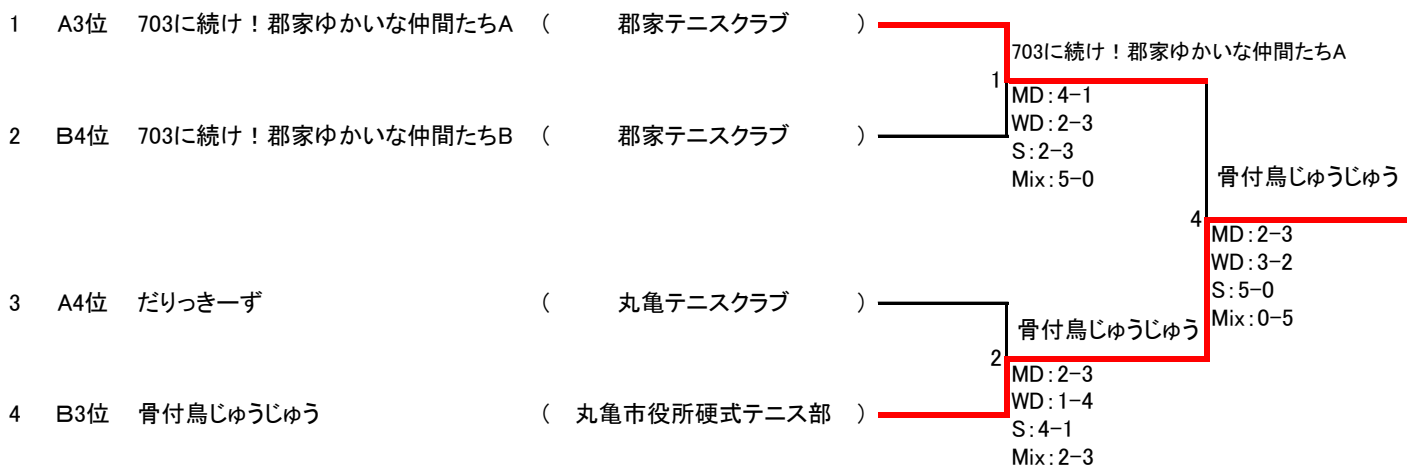 1 A3位 703に続け！郡家ゆかいな仲間たちA （ 郡家テニスクラブ ）
703に続け！郡家ゆかいな仲間たちA
1
MD：4-1
WD：2-3
S：2-3
Mix：5-0
2 B4位 703に続け！郡家ゆかいな仲間たちB （ 郡家テニスクラブ ）
骨付鳥じゅうじゅう
4
MD：2-3
WD：3-2
S：5-0
Mix：0-5
3 A4位 だりっきーず （ 丸亀テニスクラブ ）
骨付鳥じゅうじゅう
2
MD：2-3
WD：1-4
S：4-1
Mix：2-3
4 B3位 骨付鳥じゅうじゅう （ 丸亀市役所硬式テニス部 ）